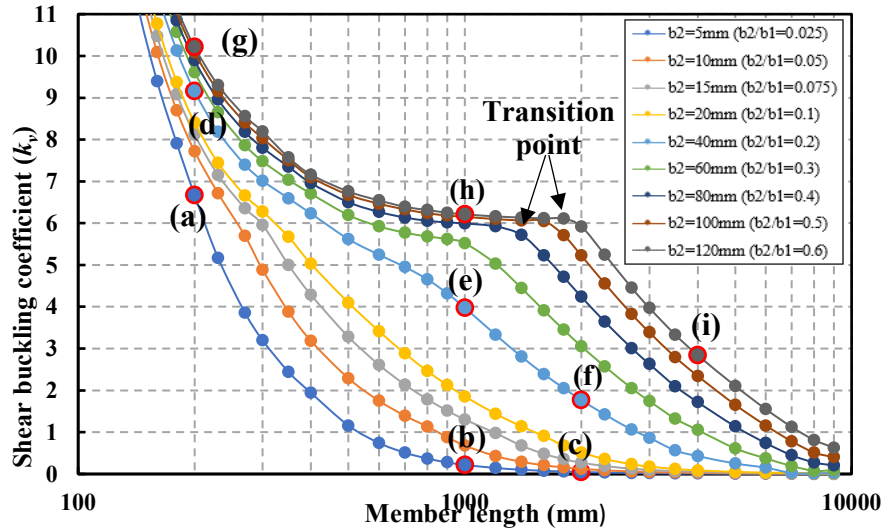 Shear buckling coefficient (kv)
11
10
9
8
7
6
5
4
3
2
1
0
100
1000
10000
Member length (mm)
(a)
(b)
(c)
(d)
(e)
(f)
(g)
(h)
(i)
Transition
point
b2=5mm (b2/b1=0.025)
b2=10mm (b2/b1=0.05)
b2=15mm (b2/b1=0.075)
b2=20mm (b2/b1=0.1)
b2=40mm (b2/b1=0.2)
b2=60mm (b2/b1=0.3)
b2=80mm (b2/b1=0.4)
b2=100mm (b2/b1=0.5)
b2=120mm (b2/b1=0.6)